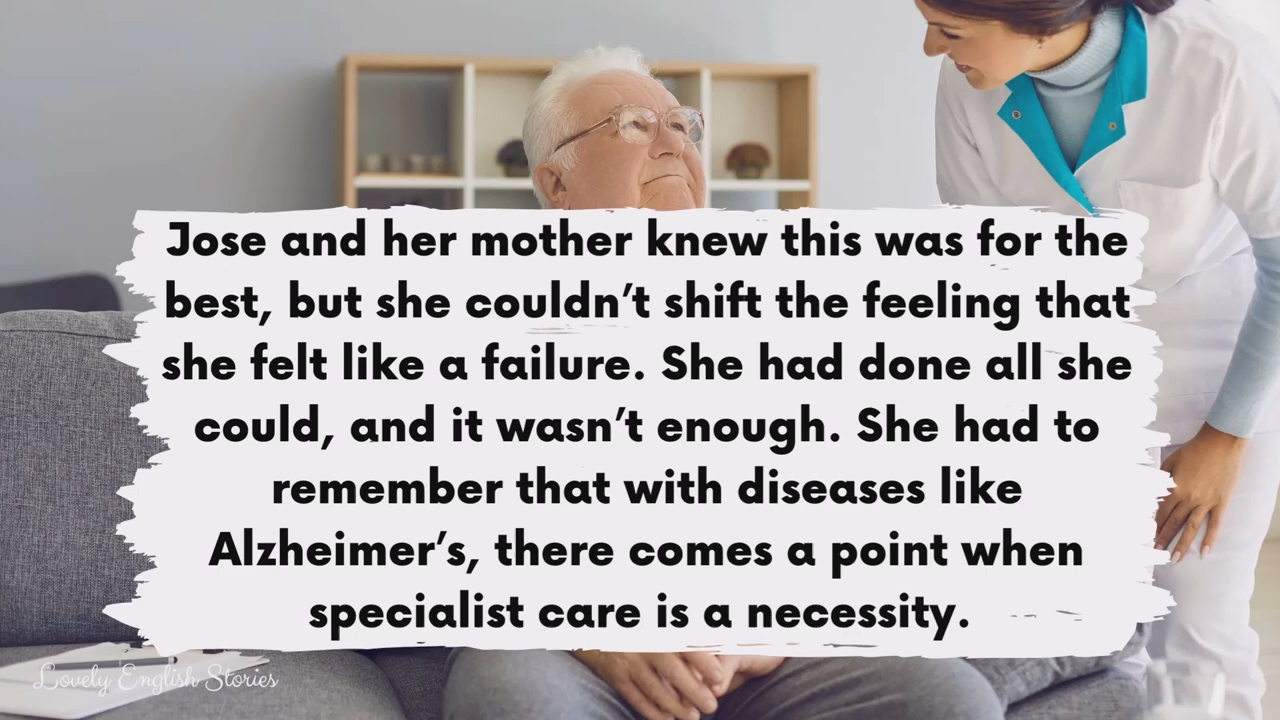 Jose and her mother knew this was for the
best, but she couldn’t shift the feeling that
she felt like a failure. She had done all she
could, and it wasn’t enough. She had to
remember that with diseases like
Alzheimer’s, there comes a point when
specialist care is a necessity.
Lovely English Stories